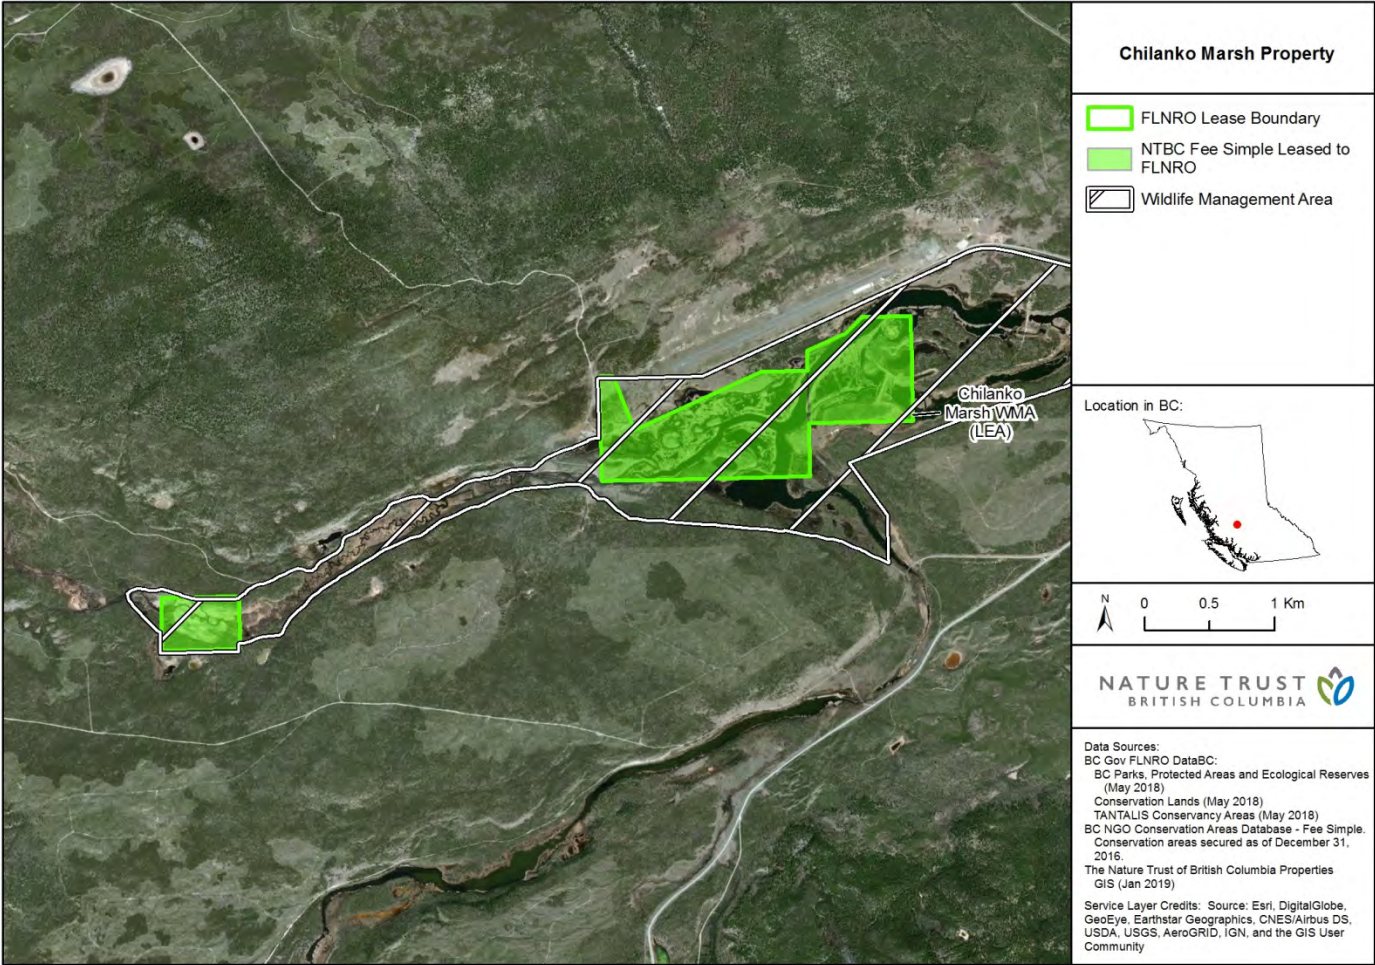 Chilanko Marsh Property
FLNRO Lease Boundary
NTBC Fee Simple Leased to
FLNRO
Wildlife Management Area
Chilanko
Marsh WMA
(LEA)
Location in BC:
N
0 0.5 1 Km
NATURE TRUST
BRITISH COLUMBIA
Data Sources:
BC Gov FLNRO DataBC:
BC Parks, Protected Areas and Ecological Reserves
(May 2018)
Conservation Lands (May 2018)
TANTALIS Conservancy Areas (May 2018)
BC NGO Conservation Areas Database - Fee Simple.
Conservation areas secured as of December 31,
2016.
The Nature Trust of British Columbia Properties
GIS (Jan 2019)
Service Layer Credits: Source: Esri, DigitalGlobe,
GeoEye, Earthstar Geographics, CNES/Airbus DS,
USDA, USGS, AeroGRID, IGN, and the GIS User
Community